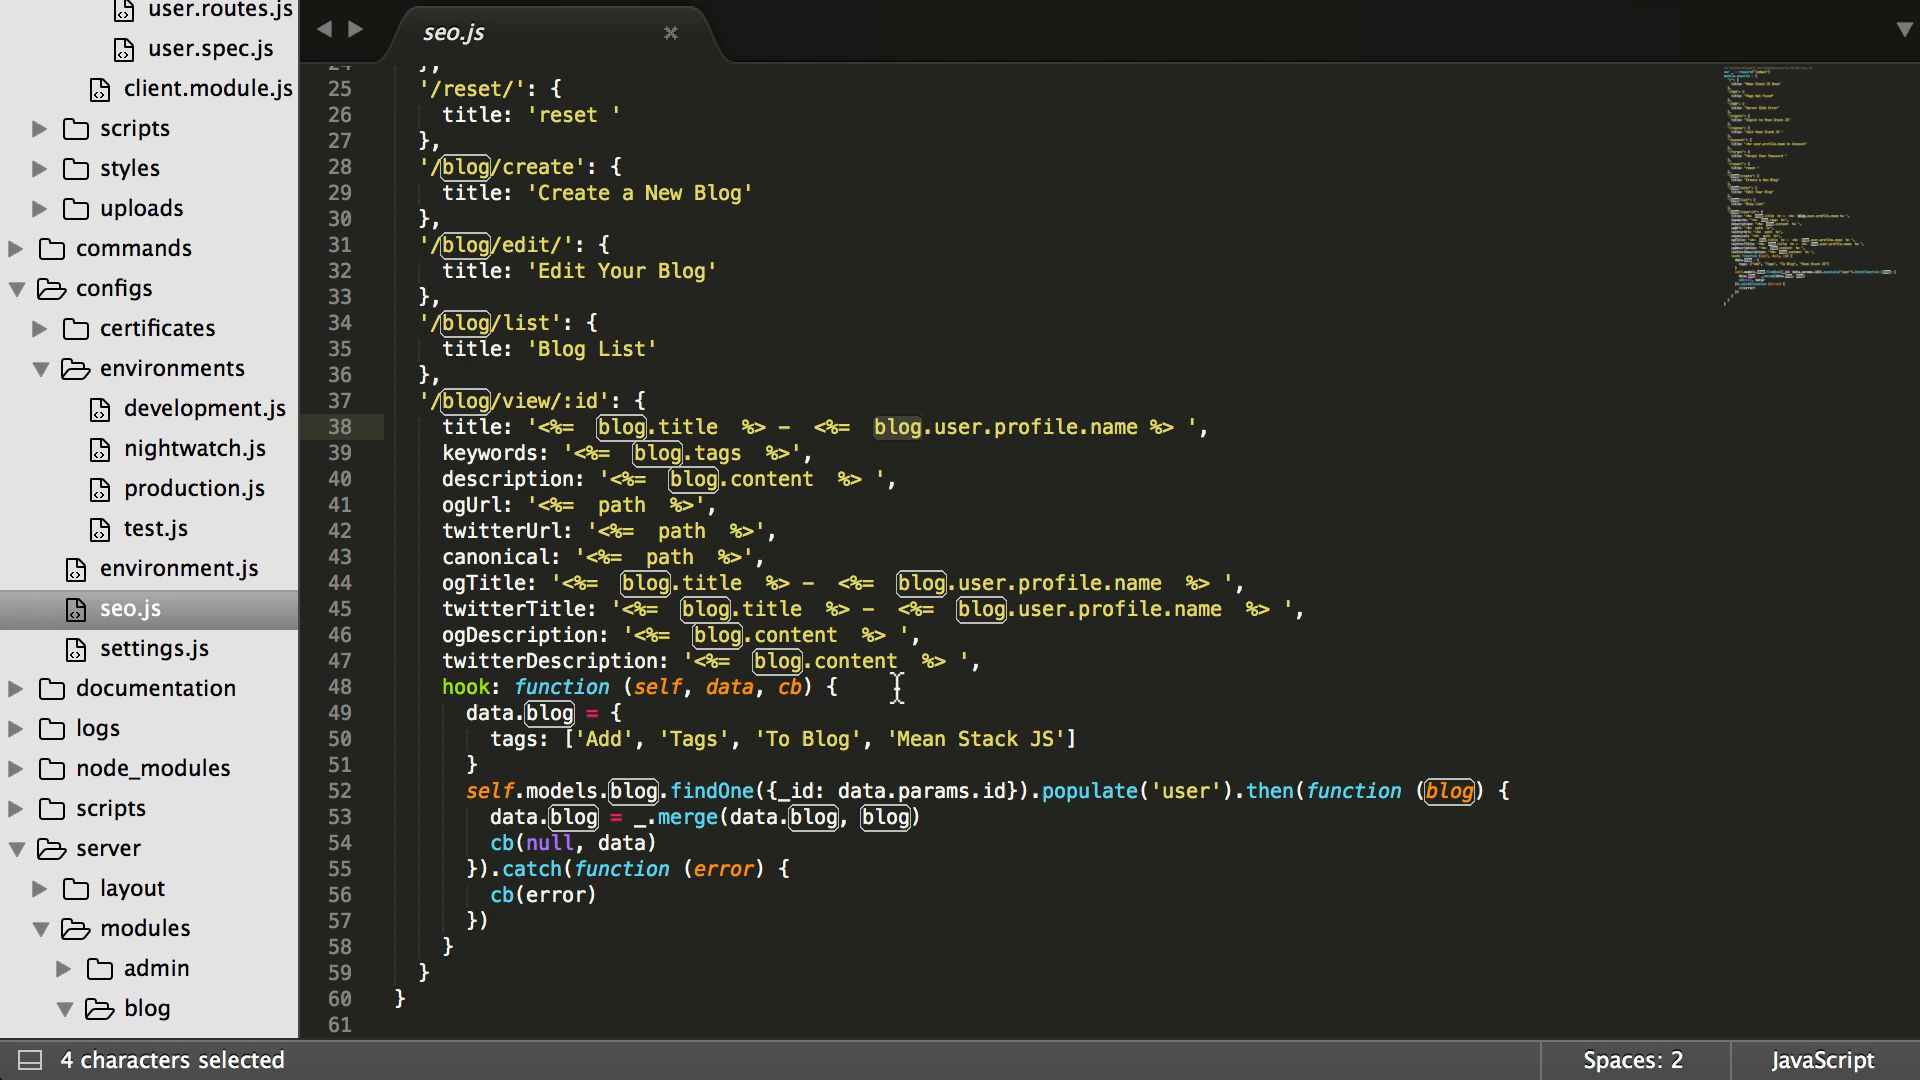 user.routes.js
user.spec.js
client.module.js
scripts
styles
uploads
commands
configs
certificates
environments
development.js
nightwatch.js
production.js
test.js
environment.js
seo.js
settings.js
documentation
logs
node_modules
scripts
server
layout
modules
admin
blog
seo.js
24 },
25 '/reset/': {
26 title: 'reset '
27 },
28 '/blog/create': {
29 title: 'Create a New Blog'
30 },
31 '/blog/edit/': {
32 title: 'Edit Your Blog'
33 },
34 '/blog/list': {
35 title: 'Blog List'
36 },
37 '/blog/view/:id': {
38 title: '<%=  blog.title  %> -  <%=  blog.user.profile.name %> ',
39 keywords: '<%=  blog.tags  %>',
40 description: '<%=  blog.content  %> ',
41 ogUrl: '<%=  path  %>',
42 twitterUrl: '<%=  path  %>',
43 canonical: '<%=  path  %>',
44 ogTitle: '<%=  blog.title  %> -  <%=  blog.user.profile.name  %> ',
45 twitterTitle: '<%=  blog.title  %> -  <%=  blog.user.profile.name  %> ',
46 ogDescription: '<%=  blog.content  %> ',
47 twitterDescription: '<%=  blog.content  %> ',
48 hook: function (self, data, cb) {
49 data.blog = {
50 tags: ['Add', 'Tags', 'To Blog', 'Mean Stack JS']
51 }
52 self.models.blog.findOne({_id: data.params.id}).populate('user').then(function (blog) {
53 data.blog = _.merge(data.blog, blog)
54 cb(null, data)
55 }).catch(function (error) {
56 cb(error)
57 })
58 }
59 }
60 }
61
4 characters selected
Spaces: 2
JavaScript